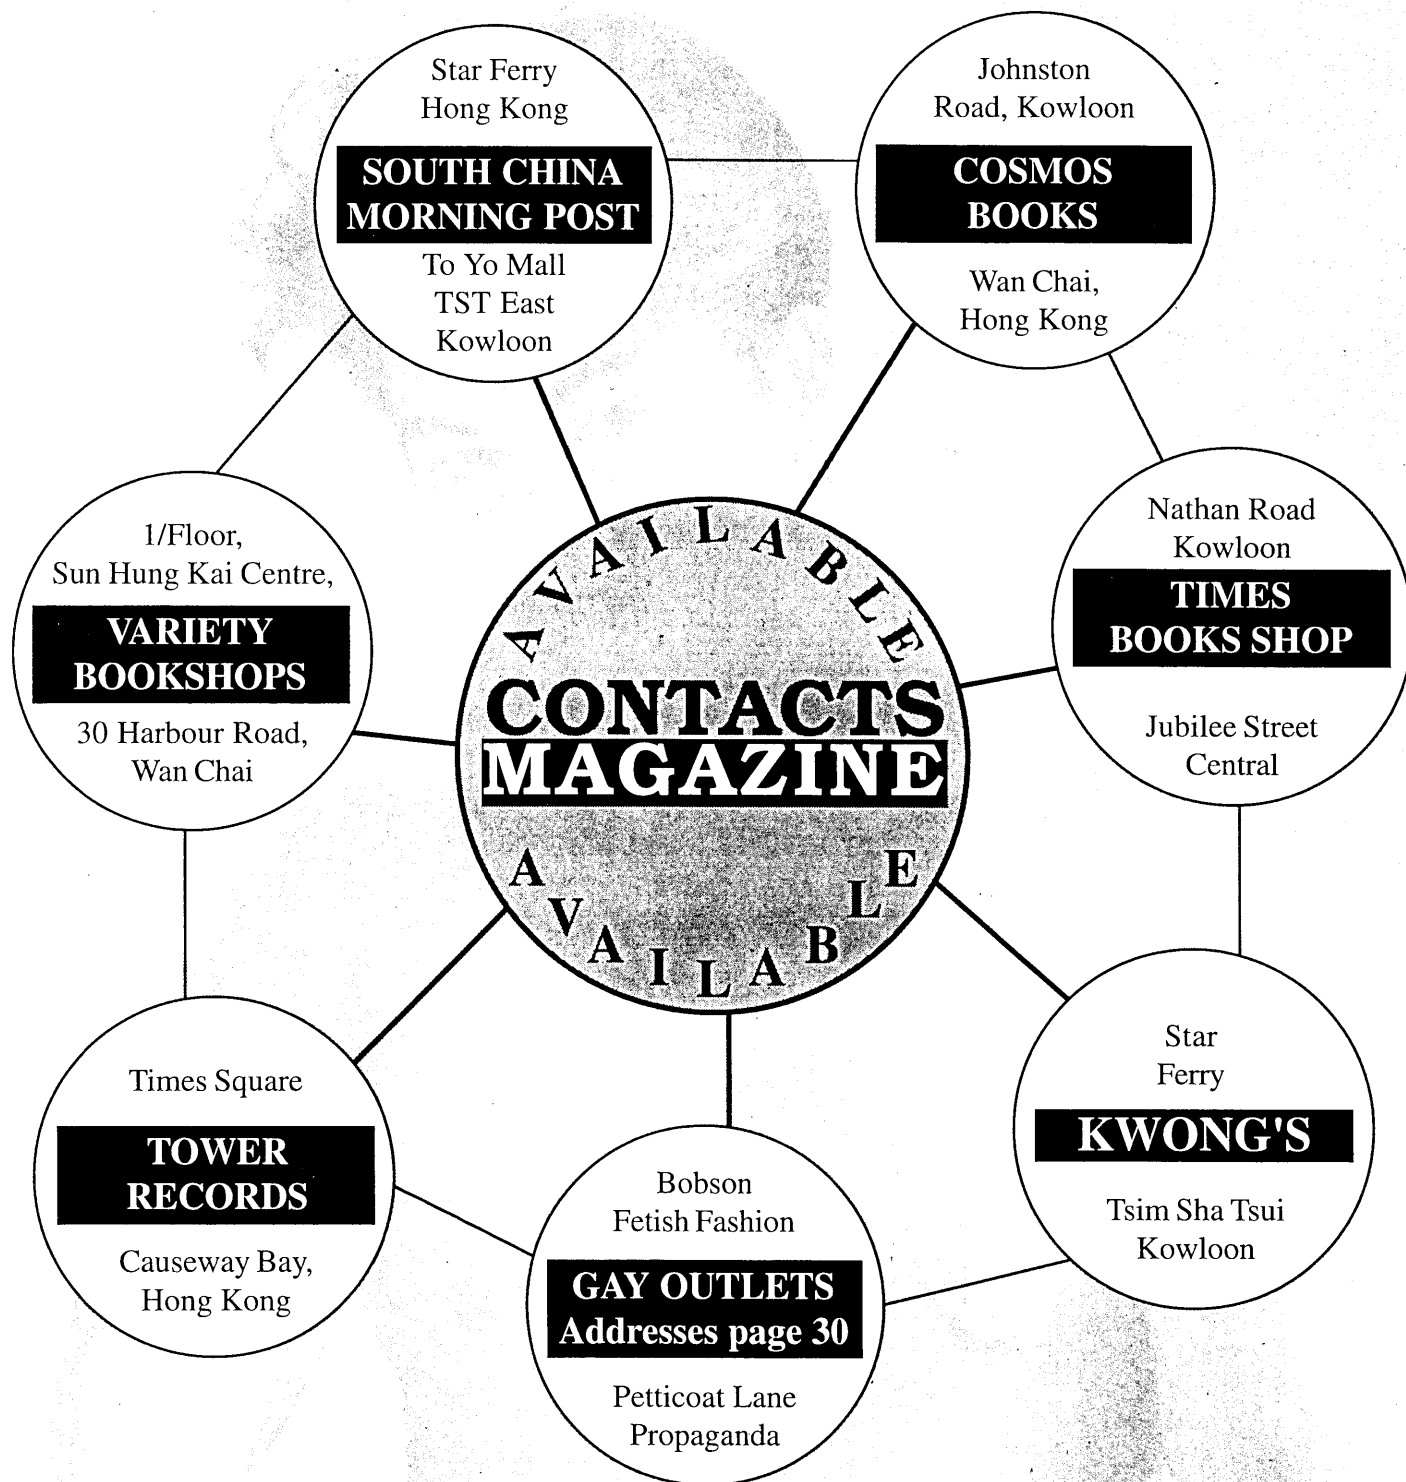 Star Ferry
Hong Kong
SOUTH CHINA
MORNING POST
To Yo Mall
TST East
Kowloon
Johnston
Road, Kowloon
COSMOS
BOOKS
Wan Chai,
Hong Kong
1/Floor,
Sun Hung Kai Centre,
VARIETY
BOOKSHOPS
30 Harbour Road,
Wan Chai
AVAILABLE
CONTACTS
MAGAZINE
AVAILABLE
Nathan Road
Kowloon
TIMES
BOOKS SHOP
Jubilee Street
Central
Times Square
TOWER
RECORDS
Causeway Bay,
Hong Kong
Bobson
Fetish Fashion
GAY OUTLETS
Addresses page 30
Petticoat Lane
Propaganda
Star
Ferry
KWONG'S
Tsim Sha Tsui
Kowloon